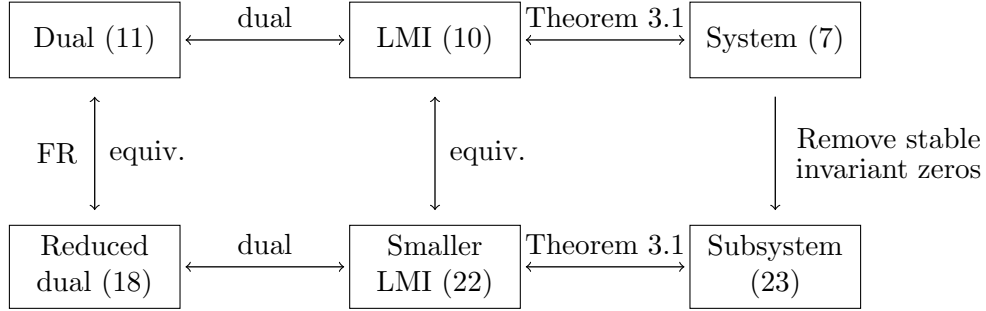 dual
Theorem 3.1
Dual (11)
LMI (10)
System (7)
FR
equiv.
equiv.
Remove stable
invariant zeros
Reduced
dual (18)
dual
Smaller
LMI (22)
Theorem 3.1
Subsystem
(23)